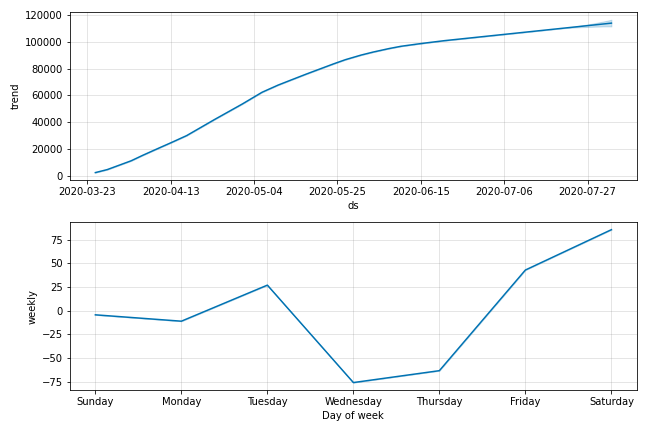 120000
100000
80000
60000
40000
20000
0
trend
2020-03-23 2020-04-13 2020-05-04 2020-05-25 2020-06-15 2020-07-06 2020-07-27
ds
75
50
25
0
−25
−50
−75
weekly
Sunday Monday Tuesday Wednesday Thursday Friday Saturday
Day of week